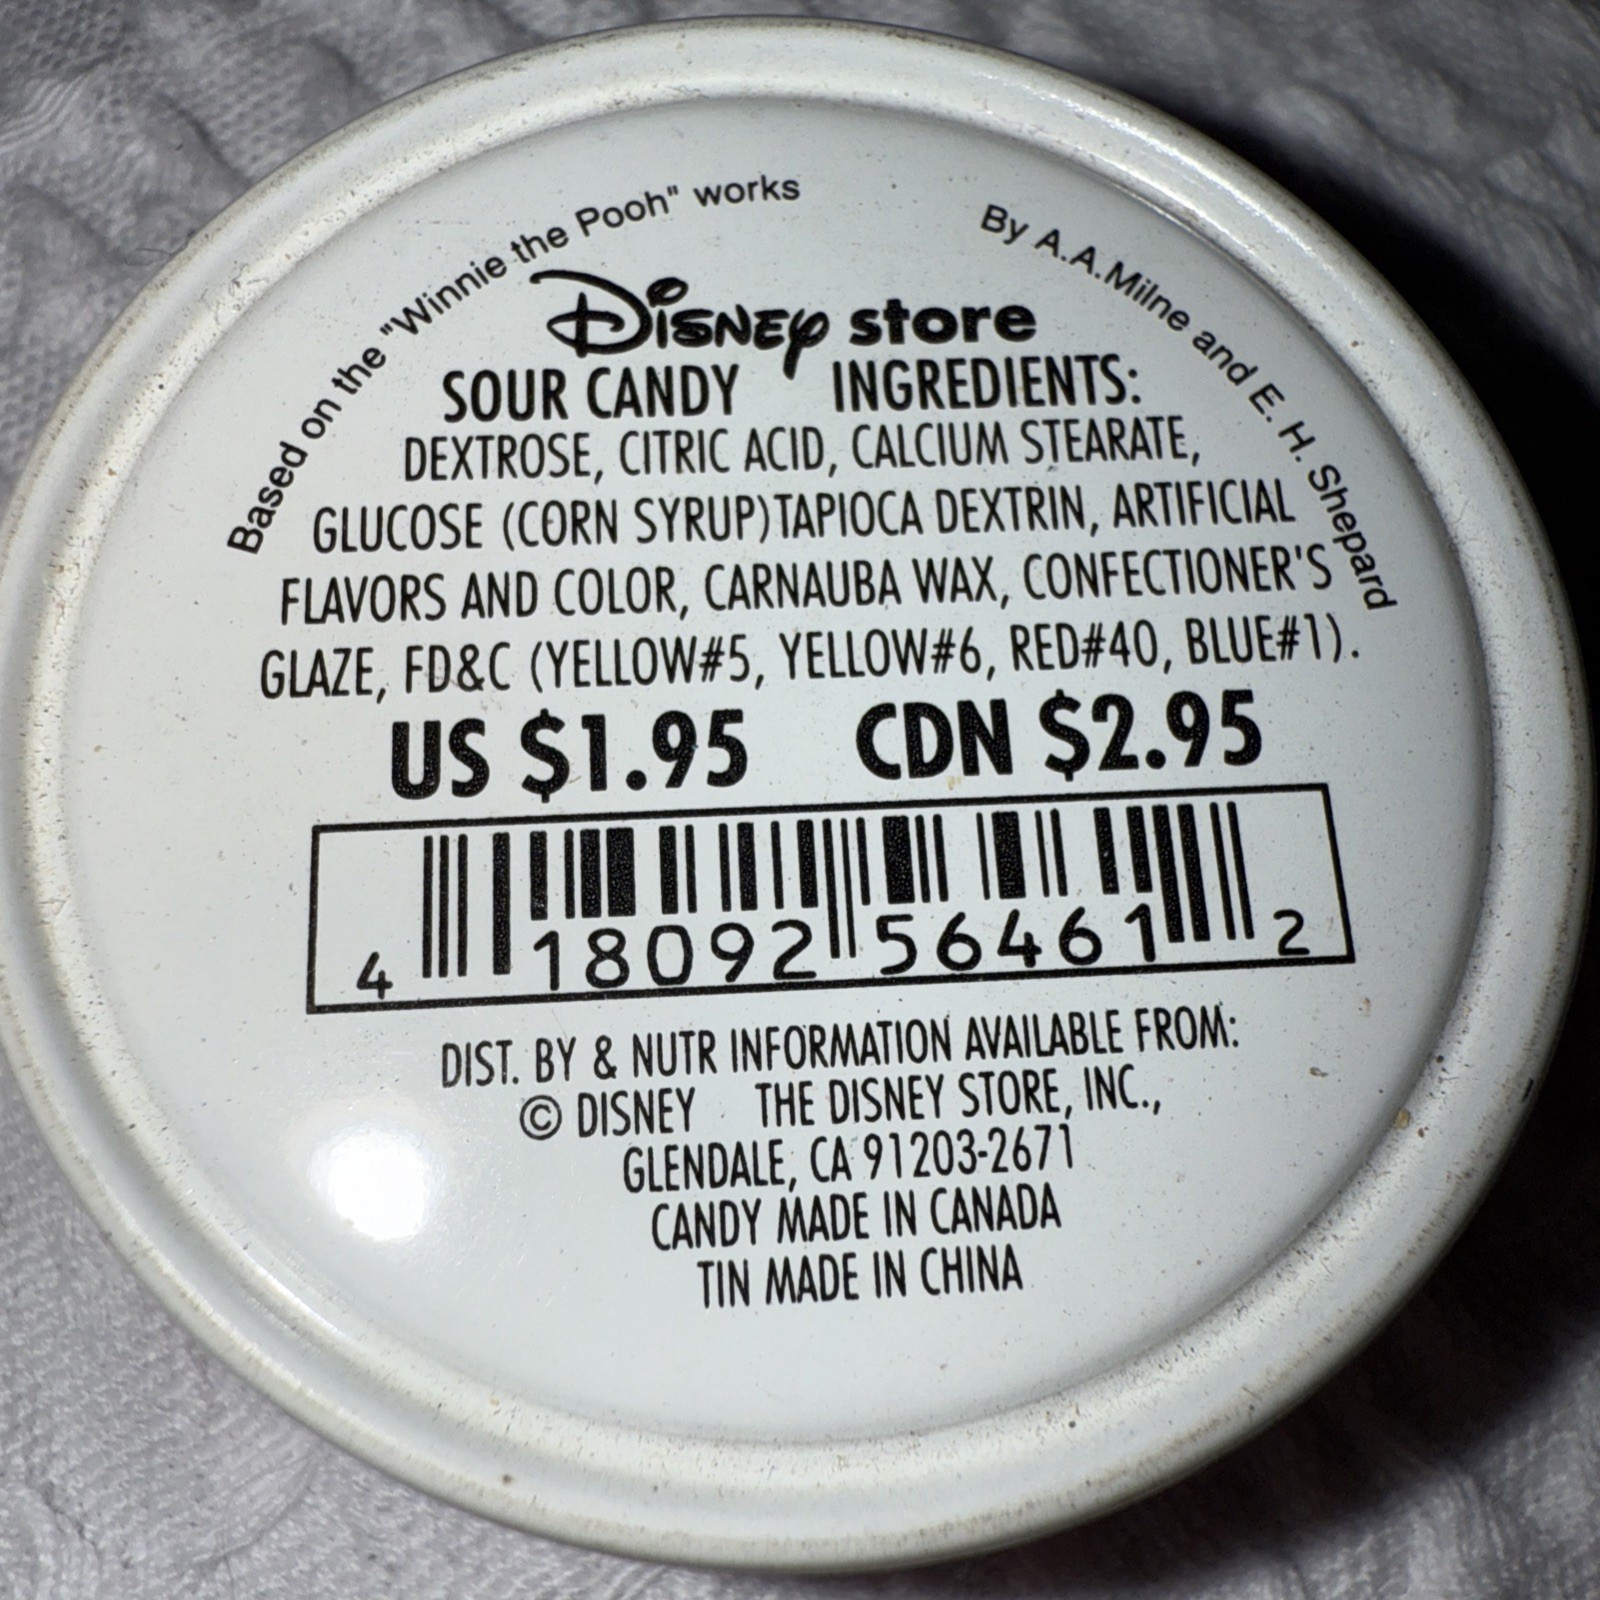 Based on the "Winnie the Pooh" works
By A.A.Milne and E. H. Shepard
Disney store
SOUR CANDY INGREDIENTS:
DEXTROSE, CITRIC ACID, CALCIUM STEARATE,
GLUCOSE (CORN SYRUP)TAPIOCA DEXTRIN, ARTIFICIAL
FLAVORS AND COLOR, CARNAUBA WAX, CONFECTIONER'S
GLAZE, FD&C (YELLOW#5, YELLOW#6, RED#40, BLUE#1).
US $1.95 CDN $2.95
4 18092 56461 2
DIST. BY & NUTR INFORMATION AVAILABLE FROM:
© DISNEY THE DISNEY STORE, INC.,
GLENDALE, CA 91203-2671
CANDY MADE IN CANADA
TIN MADE IN CHINA